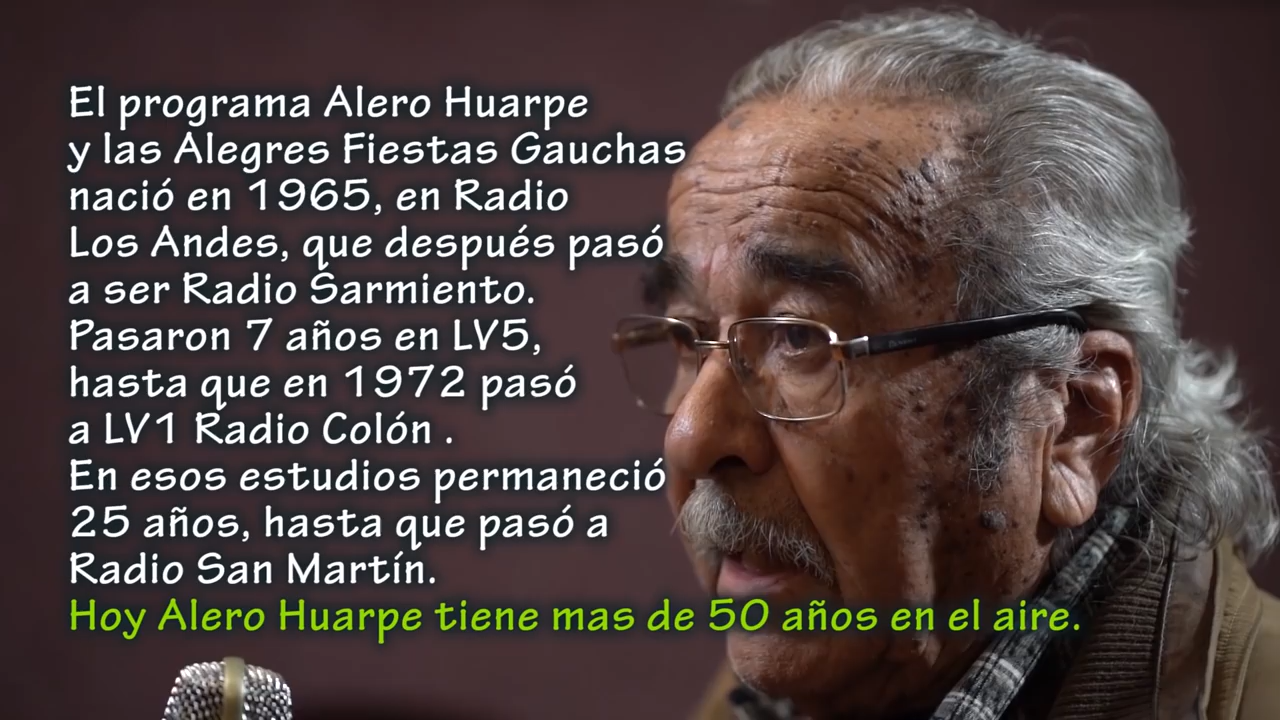 El programa Alero Huarpe
y las Alegres Fiestas Gauchas
nació en 1965, en Radio
Los Andes, que después pasó
a ser Radio Sarmiento.
Pasaron 7 años en LV5,
hasta que en 1972 pasó
a LV1 Radio Colón .
En esos estudios permaneció
25 años, hasta que pasó a
Radio San Martín.
Hoy Alero Huarpe tiene mas de 50 años en el aire.